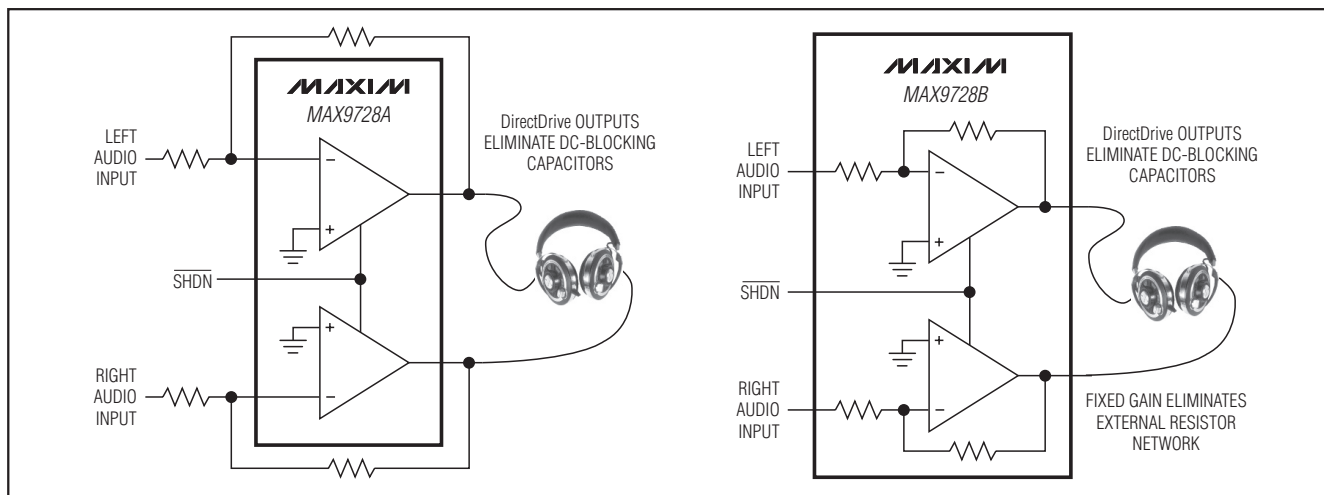 MAXIM
MAX9728A
LEFT
AUDIO
INPUT
−
+
SHDN
+
−
RIGHT
AUDIO
INPUT
DirectDrive OUTPUTS
ELIMINATE DC-BLOCKING
CAPACITORS
MAXIM
MAX9728B
LEFT
AUDIO
INPUT
−
+
SHDN
+
−
RIGHT
AUDIO
INPUT
DirectDrive OUTPUTS
ELIMINATE DC-BLOCKING
CAPACITORS
FIXED GAIN ELIMINATES
EXTERNAL RESISTOR
NETWORK